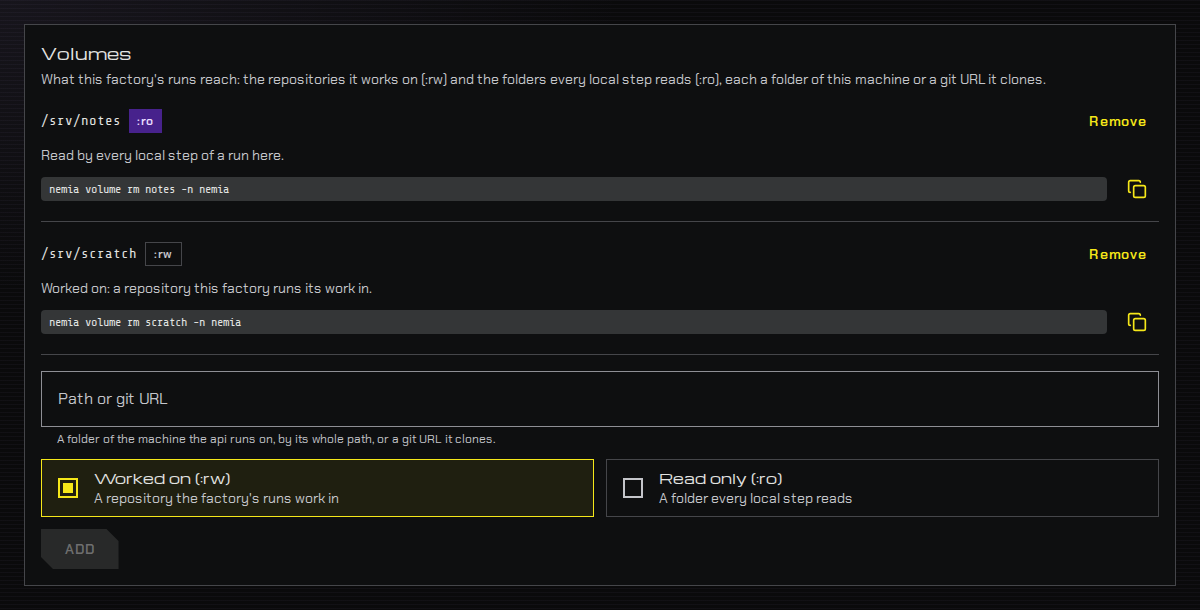 Volumes
What this factory's runs reach: the repositories it works on (:rw) and the folders every local step reads (:ro), each a folder of this machine or a git URL it clones.
/srv/notes :ro Remove
Read by every local step of a run here.
nemia volume rm notes -n nemia
/srv/scratch :rw Remove
Worked on: a repository this factory runs its work in.
nemia volume rm scratch -n nemia
Path or git URL
A folder of the machine the api runs on, by its whole path, or a git URL it clones.
Worked on (:rw)
A repository the factory's runs work in
Read only (:ro)
A folder every local step reads
ADD